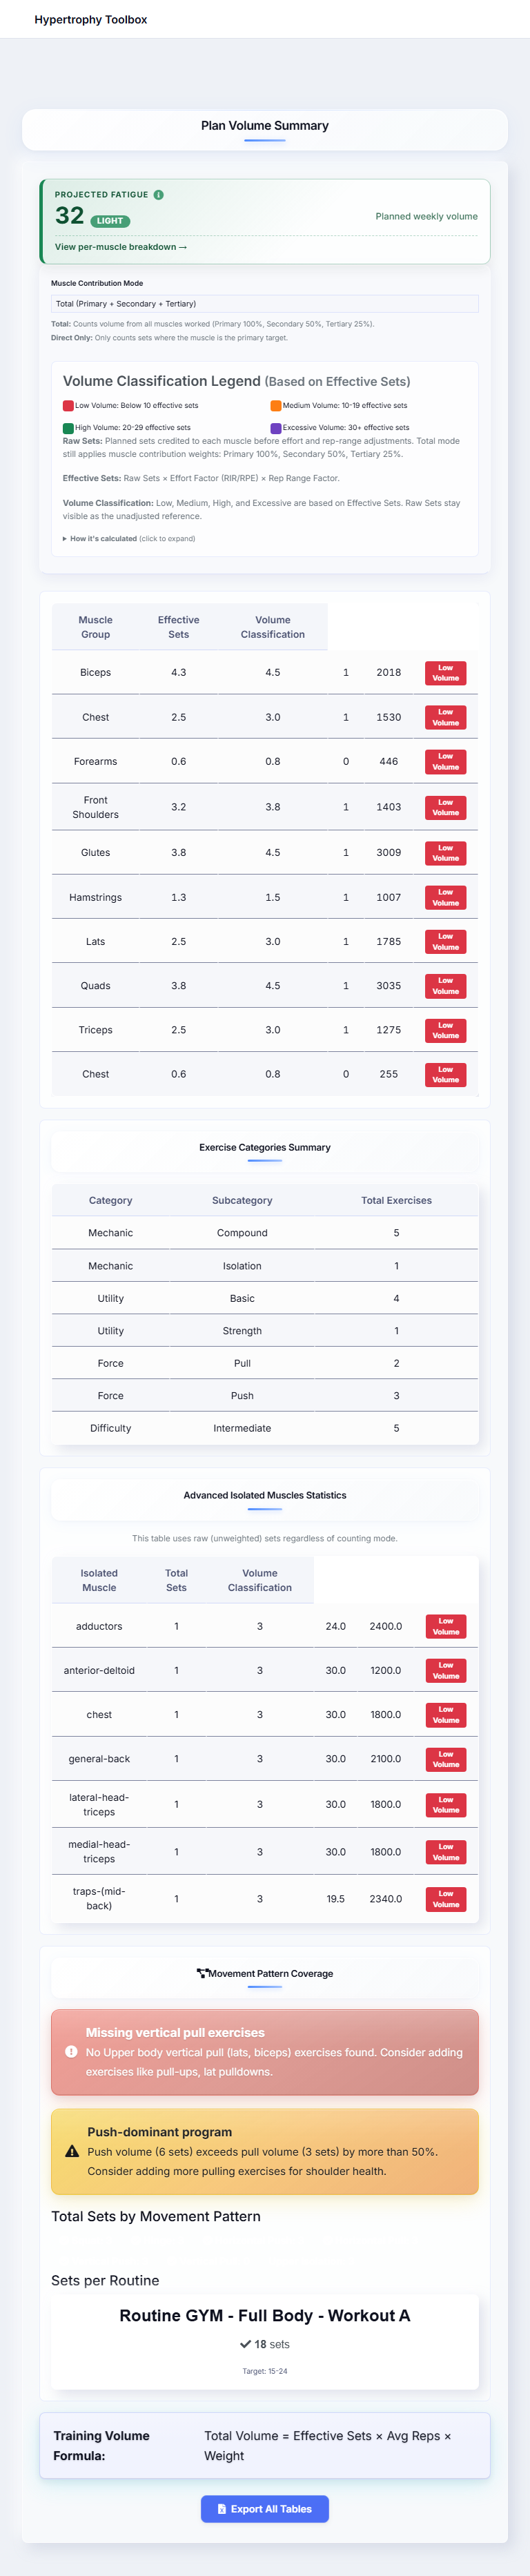 Hypertrophy Toolbox
Plan Volume Summary
PROJECTED FATIGUE
32 LIGHT
Planned weekly volume
View per-muscle breakdown →
Muscle Contribution Mode
Total (Primary + Secondary + Tertiary)
Total: Counts volume from all muscles worked (Primary 100%, Secondary 50%, Tertiary 25%).
Direct Only: Only counts sets where the muscle is the primary target.
Volume Classification Legend (Based on Effective Sets)
Low Volume: Below 10 effective sets
Medium Volume: 10-19 effective sets
High Volume: 20-29 effective sets
Excessive Volume: 30+ effective sets
Raw Sets: Planned sets credited to each muscle before effort and rep-range adjustments. Total mode
still applies muscle contribution weights: Primary 100%, Secondary 50%, Tertiary 25%.
Effective Sets: Raw Sets × Effort Factor (RIR/RPE) × Rep Range Factor.
Volume Classification: Low, Medium, High, and Excessive are based on Effective Sets. Raw Sets stay
visible as the unadjusted reference.
▸ How it's calculated (click to expand)
Muscle Group Effective Sets Volume Classification
Biceps 4.3 4.5 1 2018 Low Volume
Chest 2.5 3.0 1 1530 Low Volume
Forearms 0.6 0.8 0 446 Low Volume
Front Shoulders 3.2 3.8 1 1403 Low Volume
Glutes 3.8 4.5 1 3009 Low Volume
Hamstrings 1.3 1.5 1 1007 Low Volume
Lats 2.5 3.0 1 1785 Low Volume
Quads 3.8 4.5 1 3035 Low Volume
Triceps 2.5 3.0 1 1275 Low Volume
Chest 0.6 0.8 0 255 Low Volume
Exercise Categories Summary
Category Subcategory Total Exercises
Mechanic Compound 5
Mechanic Isolation 1
Utility Basic 4
Utility Strength 1
Force Pull 2
Force Push 3
Difficulty Intermediate 5
Advanced Isolated Muscles Statistics
This table uses raw (unweighted) sets regardless of counting mode.
Isolated Muscle Total Sets Volume Classification
adductors 1 3 24.0 2400.0 Low Volume
anterior-deltoid 1 3 30.0 1200.0 Low Volume
chest 1 3 30.0 1800.0 Low Volume
general-back 1 3 30.0 2100.0 Low Volume
lateral-head-triceps 1 3 30.0 1800.0 Low Volume
medial-head-triceps 1 3 30.0 1800.0 Low Volume
traps-(mid-back) 1 3 19.5 2340.0 Low Volume
Movement Pattern Coverage
Missing vertical pull exercises
No Upper body vertical pull (lats, biceps) exercises found. Consider adding
exercises like pull-ups, lat pulldowns.
Push-dominant program
Push volume (6 sets) exceeds pull volume (3 sets) by more than 50%.
Consider adding more pulling exercises for shoulder health.
Total Sets by Movement Pattern
Sets per Routine
Routine GYM - Full Body - Workout A
18 sets
Target: 15-24
Training Volume Formula:
Total Volume = Effective Sets × Avg Reps ×
Weight
Export All Tables